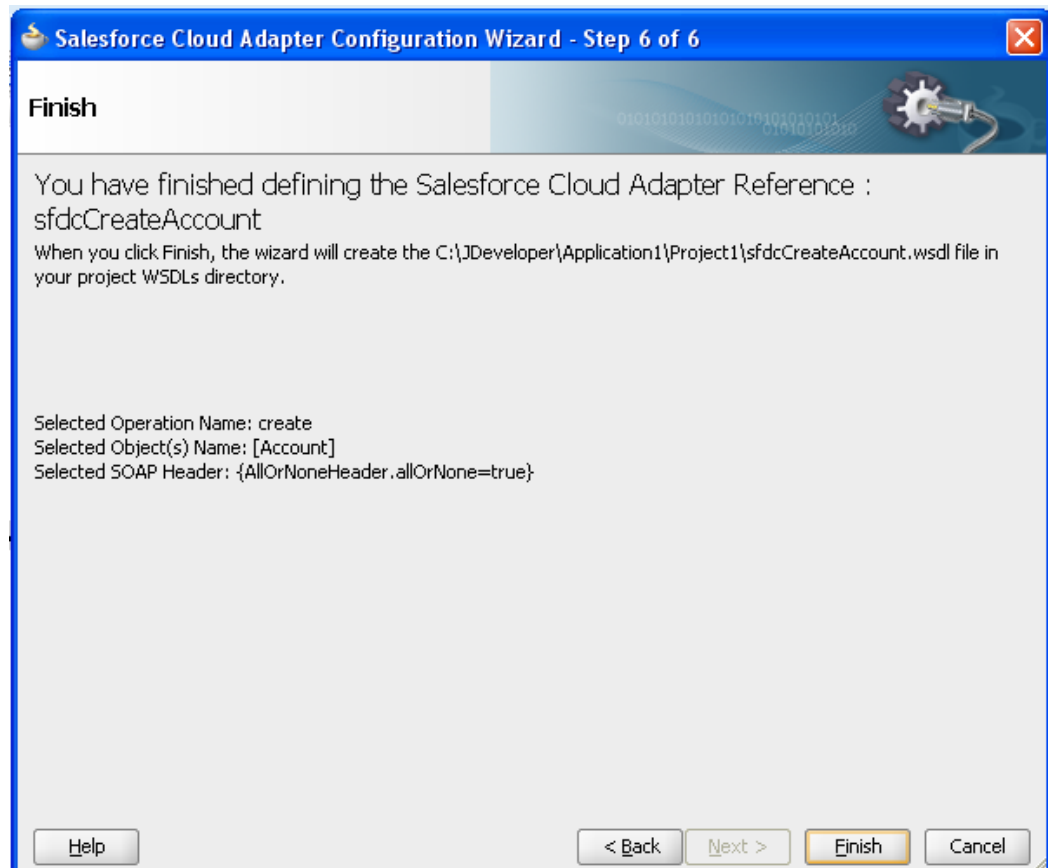 Salesforce Cloud Adapter Configuration Wizard - Step 6 of 6
Finish
0101010101010101010101010101
01010101010
You have finished defining the Salesforce Cloud Adapter Reference :
sfdcCreateAccount
When you click Finish, the wizard will create the C:\JDeveloper\Application1\Project1\sfdcCreateAccount.wsdl file in
your project WSDLs directory.
Selected Operation Name: create
Selected Object(s) Name: [Account]
Selected SOAP Header: {AllOrNoneHeader.allOrNone=true}
Help
< Back
Next >
Finish
Cancel